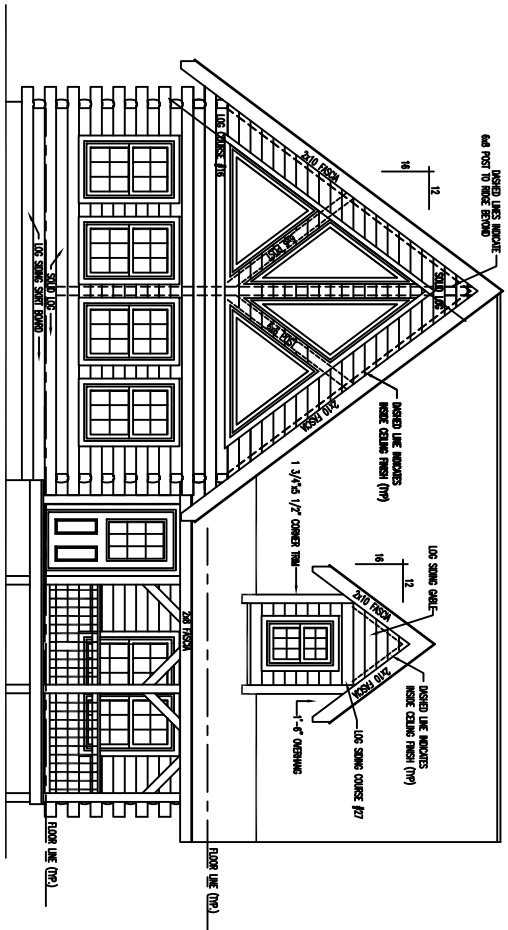 DASHED LINES INDICATE
6x8 POST TO RIDGE BEYOND
16
12
2x10 FASCIA
SOLID LOG
LOG COURSE #16
6x8 POST
6x8 POST
2x10 FASCIA
DASHED LINE INDICATES
INSIDE CEILING FINISH (TYP)
SOLID LOG
LOG SIDING SKIRT BOARD
1 3/4"x5 1/2" CORNER TRIM
16
12
LOG SIDING GABLE
2x10 FASCIA
2x10 FASCIA
DASHED LINE INDICATES
INSIDE CEILING FINISH (TYP)
LOG SIDING COURSE #27
1'-6" OVERHANG
2x8 FASCIA
FLOOR LINE (TYP.)
FLOOR LINE (TYP.)